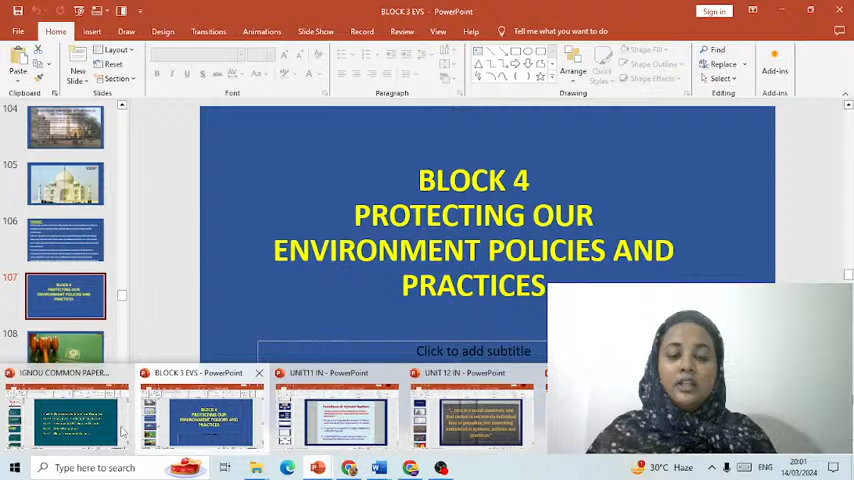 BLOCK 3 EVS - PowerPoint
Sign in
File Home Insert Draw Design Transitions Animations Slide Show Record Review View Help Tell me what you want to do
Paste
New Slide
Layout
Reset
Section
Shape Fill
Shape Outline
Shape Effects
Arrange
Quick Styles
Find
Replace
Select
Add-ins
Clipboard Slides Font Paragraph Drawing Editing Add-ins
104
105
106
107
108
BLOCK 4
PROTECTING OUR
ENVIRONMENT POLICIES AND
PRACTICES
Click to add subtitle
IGNOU COMMON PAPER...
BLOCK 3 EVS - PowerPoint
UNIT11 IN - PowerPoint
UNIT 12 IN - PowerPoint
Type here to search
30°C Haze
ENG
20:01
14/03/2024